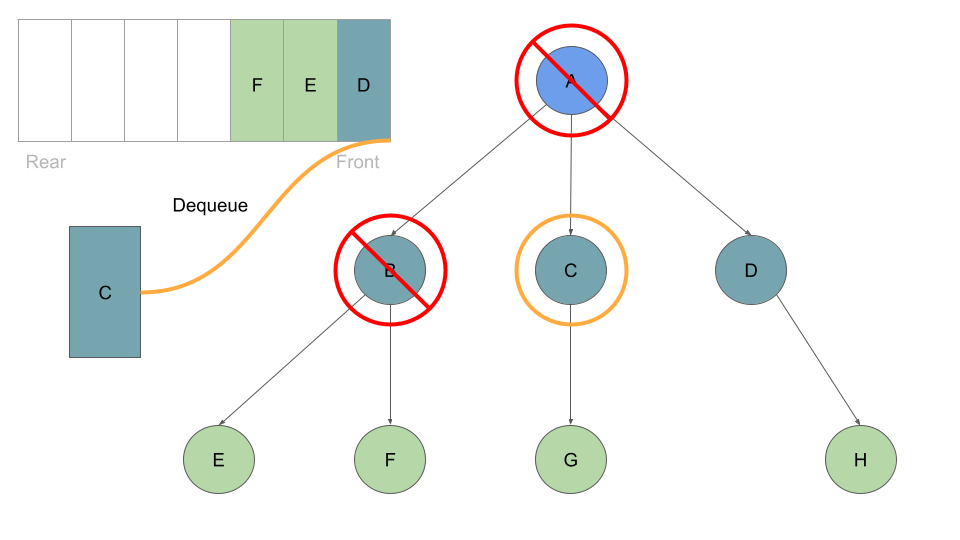 F E D
Rear Front
Dequeue
C
A
B C D
E F G H